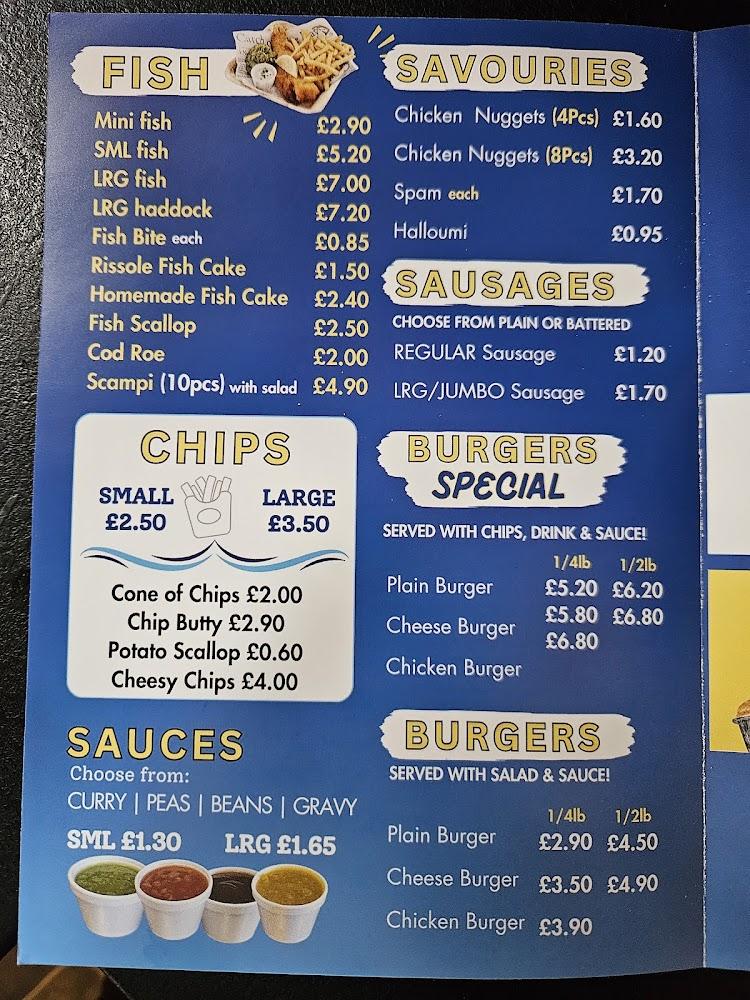 FISH
Mini fish £2.90
SML fish £5.20
LRG fish £7.00
LRG haddock £7.20
Fish Bite each £0.85
Rissole Fish Cake £1.50
Homemade Fish Cake £2.40
Fish Scallop £2.50
Cod Roe £2.00
Scampi (10pcs) with salad £4.90
CHIPS
SMALL LARGE
£2.50 £3.50
Cone of Chips £2.00
Chip Butty £2.90
Potato Scallop £0.60
Cheesy Chips £4.00
SAUCES
Choose from:
CURRY | PEAS | BEANS | GRAVY
SML £1.30 LRG £1.65
SAVOURIES
Chicken Nuggets (4Pcs) £1.60
Chicken Nuggets (8Pcs) £3.20
Spam each £1.70
Halloumi £0.95
SAUSAGES
CHOOSE FROM PLAIN OR BATTERED
REGULAR Sausage £1.20
LRG/JUMBO Sausage £1.70
BURGERS
SPECIAL
SERVED WITH CHIPS, DRINK & SAUCE!
1/4lb 1/2lb
Plain Burger £5.20 £6.20
Cheese Burger £5.80 £6.80
Chicken Burger £6.80
BURGERS
SERVED WITH SALAD & SAUCE!
1/4lb 1/2lb
Plain Burger £2.90 £4.50
Cheese Burger £3.50 £4.90
Chicken Burger £3.90